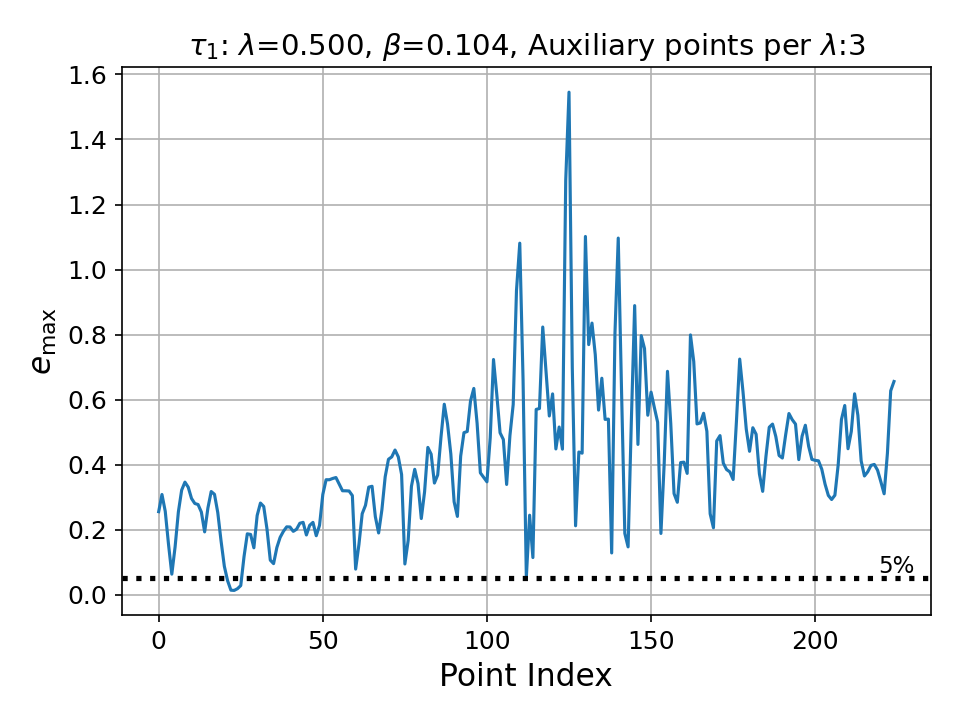 τ₁: λ=0.500, β=0.104, Auxiliary points per λ:3
1.6
1.4
1.2
1.0
0.8
0.6
0.4
0.2
0.0
e_max
5%
0 50 100 150 200
Point Index